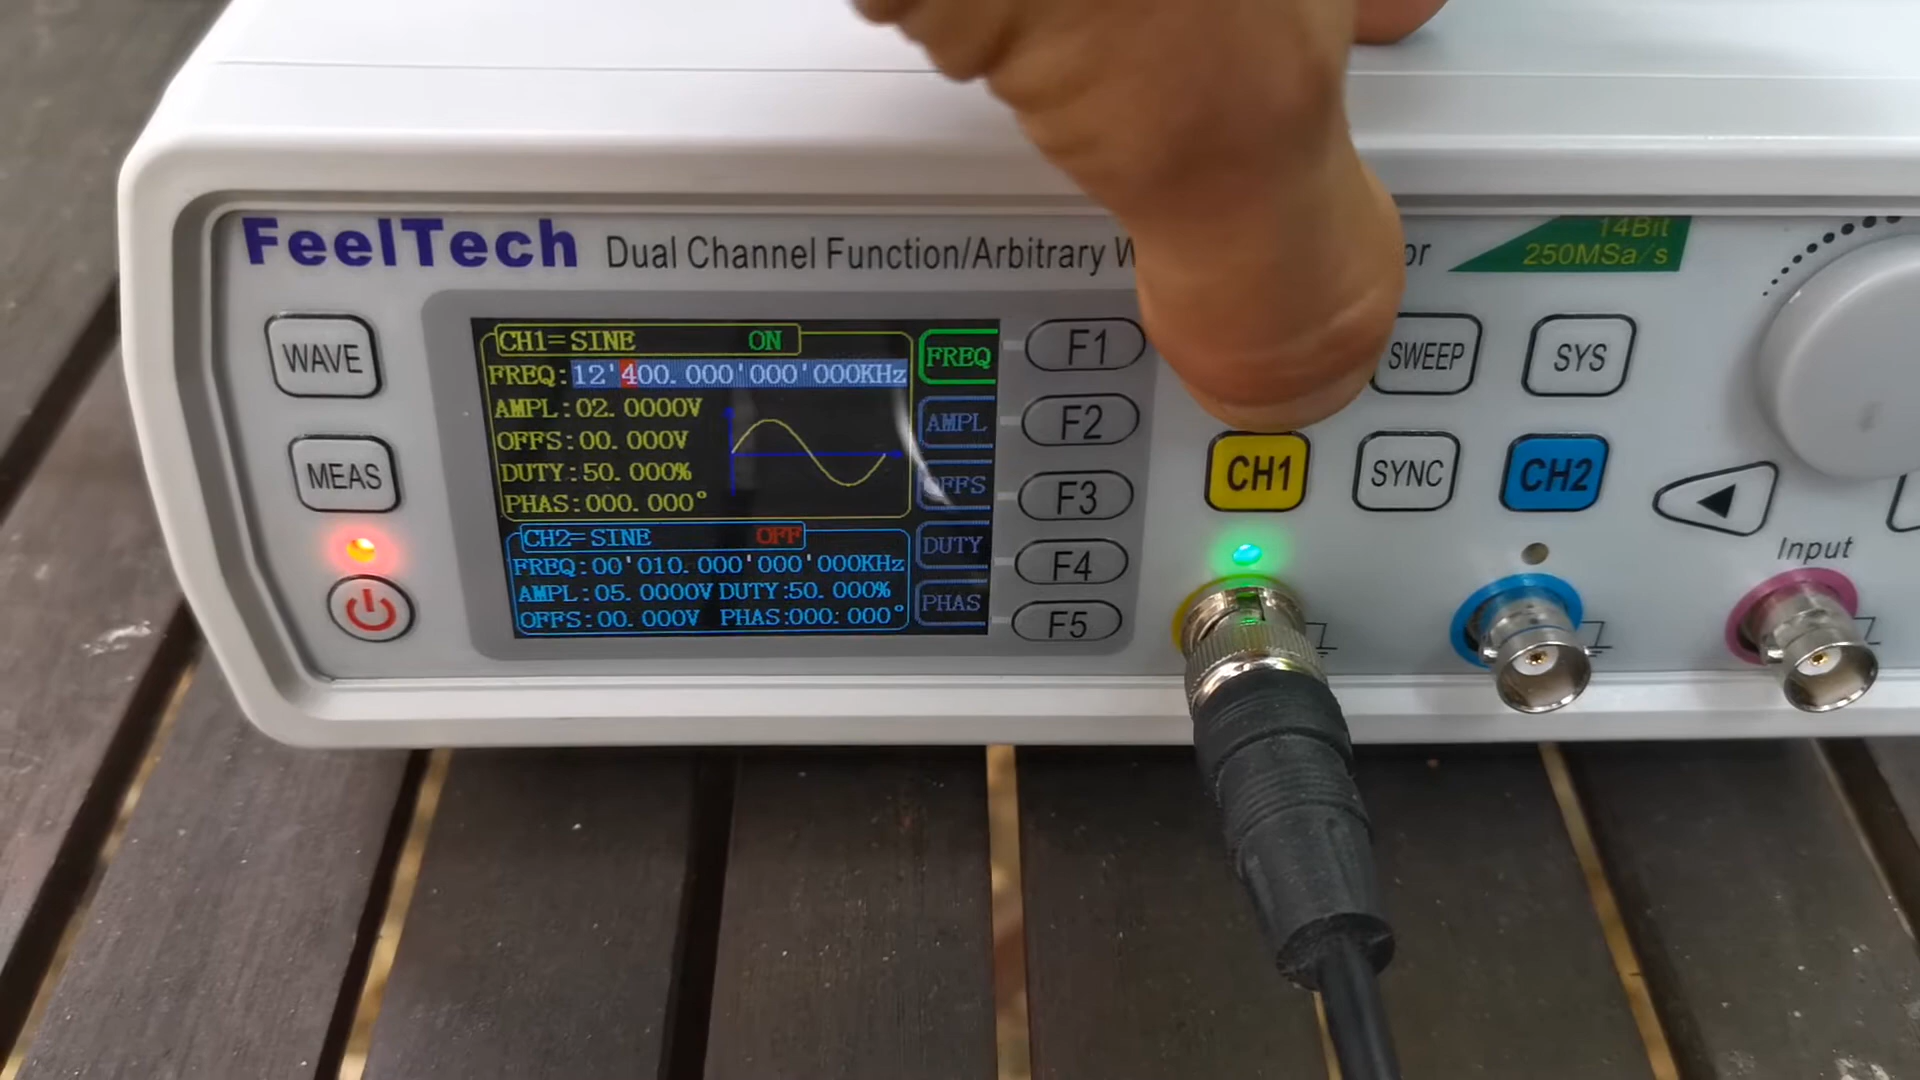 FeelTech Dual Channel Function/Arbitrary
14Bit
250MSa/s
WAVE
MEAS
CH1=SINE ON
FREQ:12'400.000'000'000KHz
AMPL:02.0000V
OFFS:00.000V
DUTY:50.000%
PHAS:000.000°
CH2=SINE OFF
FREQ:00'010.000'000'000KHz
AMPL:05.0000V DUTY:50.000%
OFFS:00.000V PHAS:000.000°
FREQ
AMPL
OFFS
DUTY
PHAS
F1
F2
F3
F4
F5
SWEEP
SYS
CH1
SYNC
CH2
Input